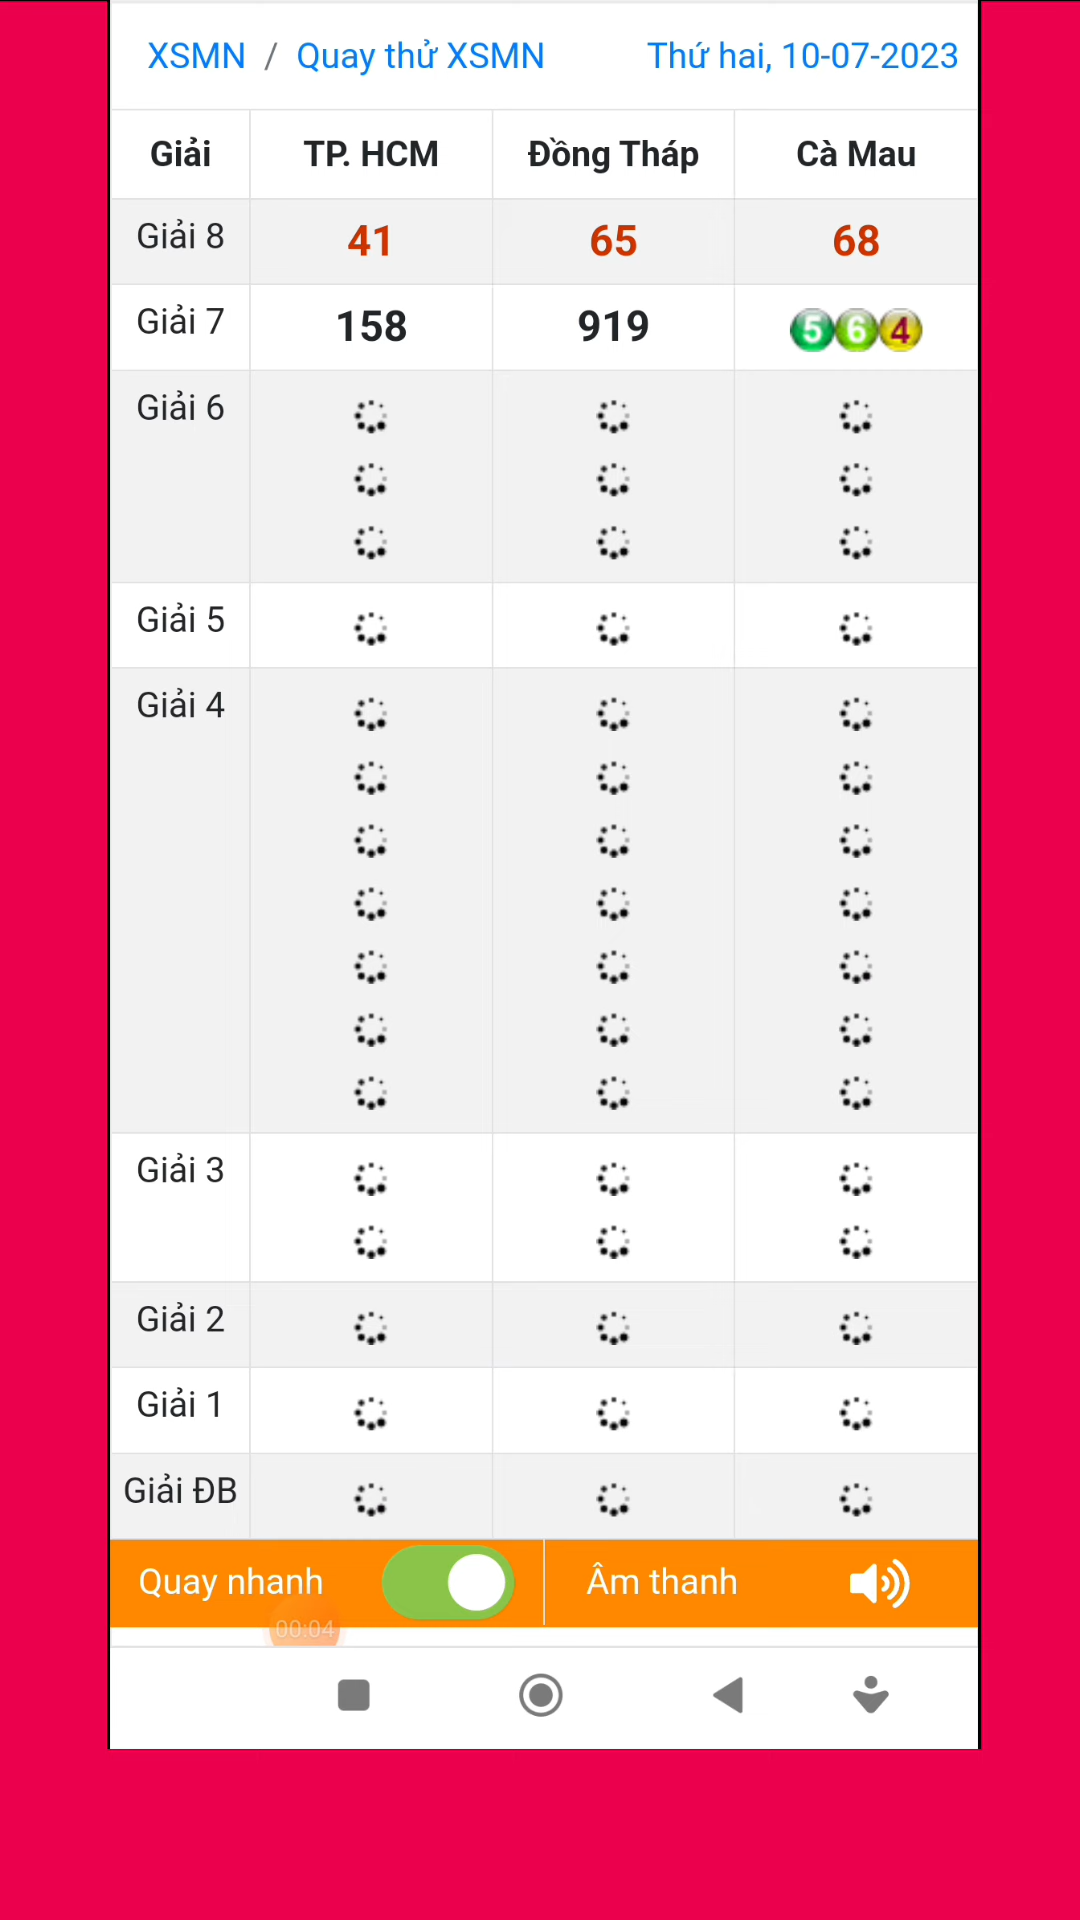 XSMN / Quay thử XSMN Thứ hai, 10-07-2023
Giải TP. HCM Đồng Tháp Cà Mau
Giải 8 41 65 68
Giải 7 158 919 564
Giải 6
Giải 5
Giải 4
Giải 3
Giải 2
Giải 1
Giải ĐB
Quay nhanh Âm thanh
00:04